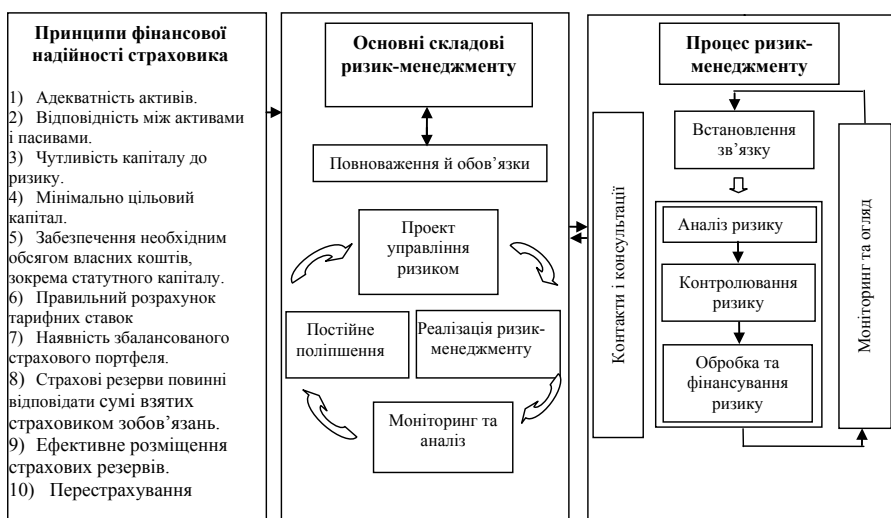 Принципи фінансової
надійності страховика
1) Адекватність активів.
2) Відповідність між активами
і пасивами.
3) Чутливість капіталу до
ризику.
4) Мінімально цільовий
капітал.
5) Забезпечення необхідним
обсягом власних коштів,
зокрема статутного капіталу.
6) Правильний розрахунок
тарифних ставок
7) Наявність збалансованого
страхового портфеля.
8) Страхові резерви повинні
відповідати сумі взятих
страховиком зобов’язань.
9) Ефективне розміщення
страхових резервів.
10) Перестрахування
Основні складові
ризик-менеджменту
Повноваження й обов’язки
Проект
управління
ризиком
Постійне
поліпшення
Реалізація ризик-
менеджменту
Моніторинг та
аналіз
Контакти і консультації
Процес ризик-
менеджменту
Встановлення
зв’язку
Аналіз ризику
Контролювання
ризику
Обробка та
фінансування
ризику
Моніторинг та огляд